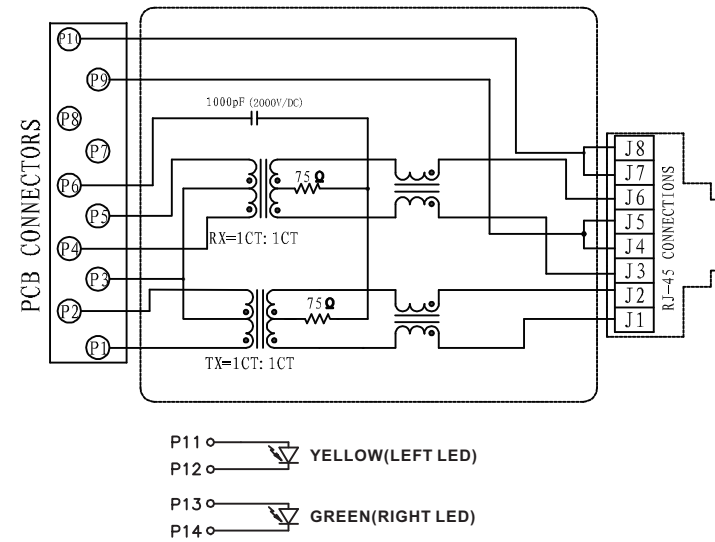 PCB CONNECTORS
P10
P9
P8
P7
P6
P5
P4
P3
P2
P1
1000pF (2000V/DC)
75Ω
RX=1CT: 1CT
75Ω
TX=1CT: 1CT
J8
J7
J6
J5
J4
J3
J2
J1
RJ-45 CONNECTIONS
P11
P12
YELLOW(LEFT LED)
P13
P14
GREEN(RIGHT LED)